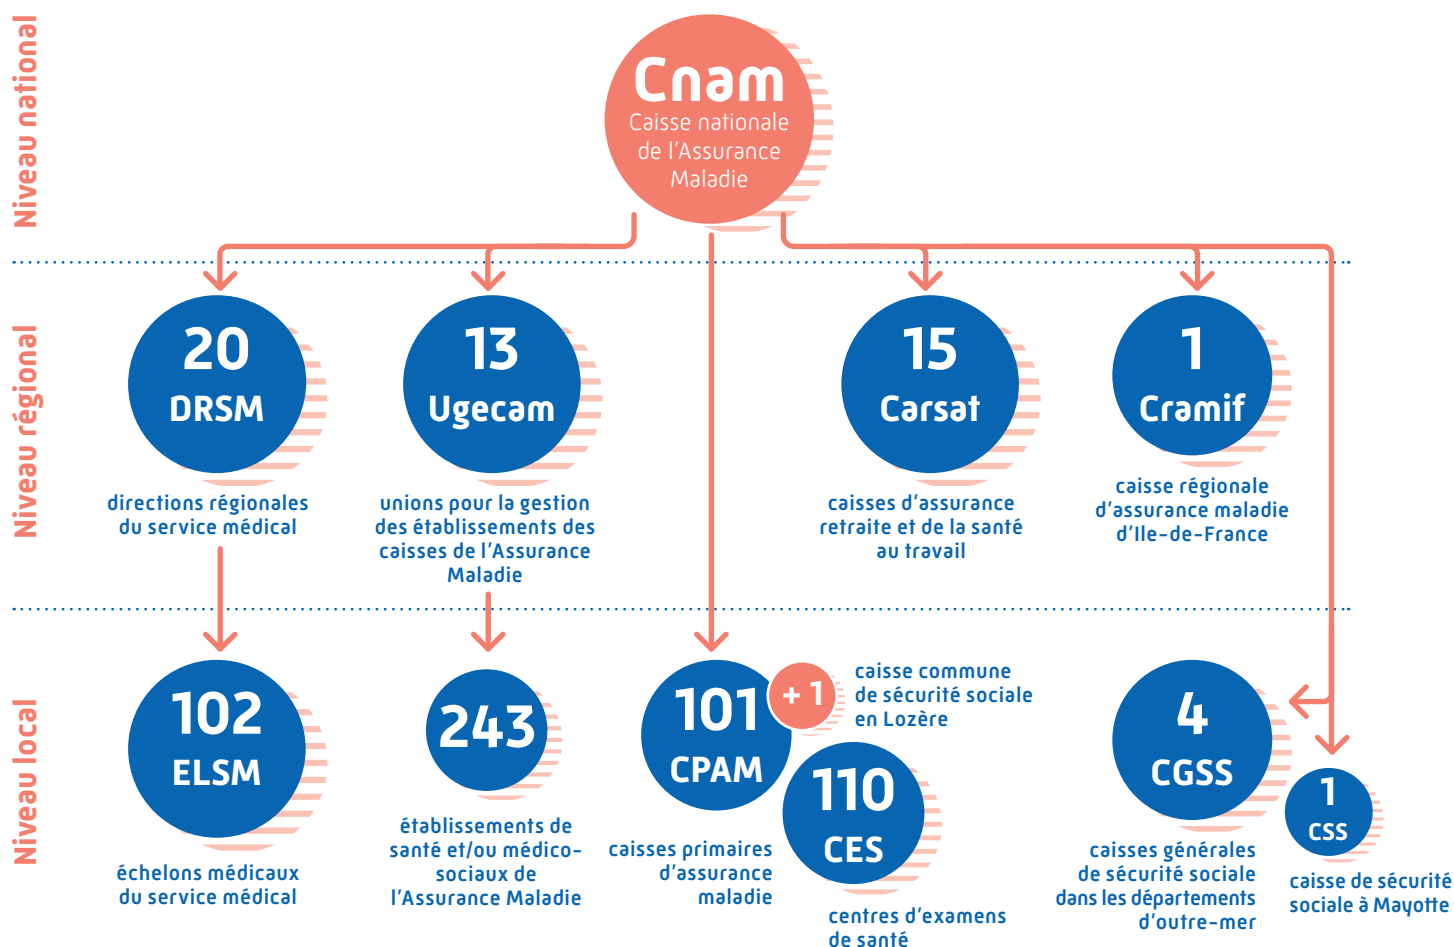 Niveau national
Cnam
Caisse nationale
de l'Assurance
Maladie
Niveau régional
20
DRSM
directions régionales
du service médical
13
Ugecam
unions pour la gestion
des établissements des
caisses de l'Assurance
Maladie
15
Carsat
caisses d'assurance
retraite et de la santé
au travail
1
Cramif
caisse régionale
d'assurance maladie
d'Ile-de-France
Niveau local
102
ELSM
échelons médicaux
du service médical
243
établissements de
santé et/ou médico-
sociaux de
l'Assurance Maladie
101
CPAM
caisses primaires
d'assurance
maladie
+ 1
caisse commune
de sécurité sociale
en Lozère
110
CES
centres d'examens
de santé
4
CGSS
caisses générales
de sécurité sociale
dans les départements
d'outre-mer
1
CSS
caisse de sécurité
sociale à Mayotte